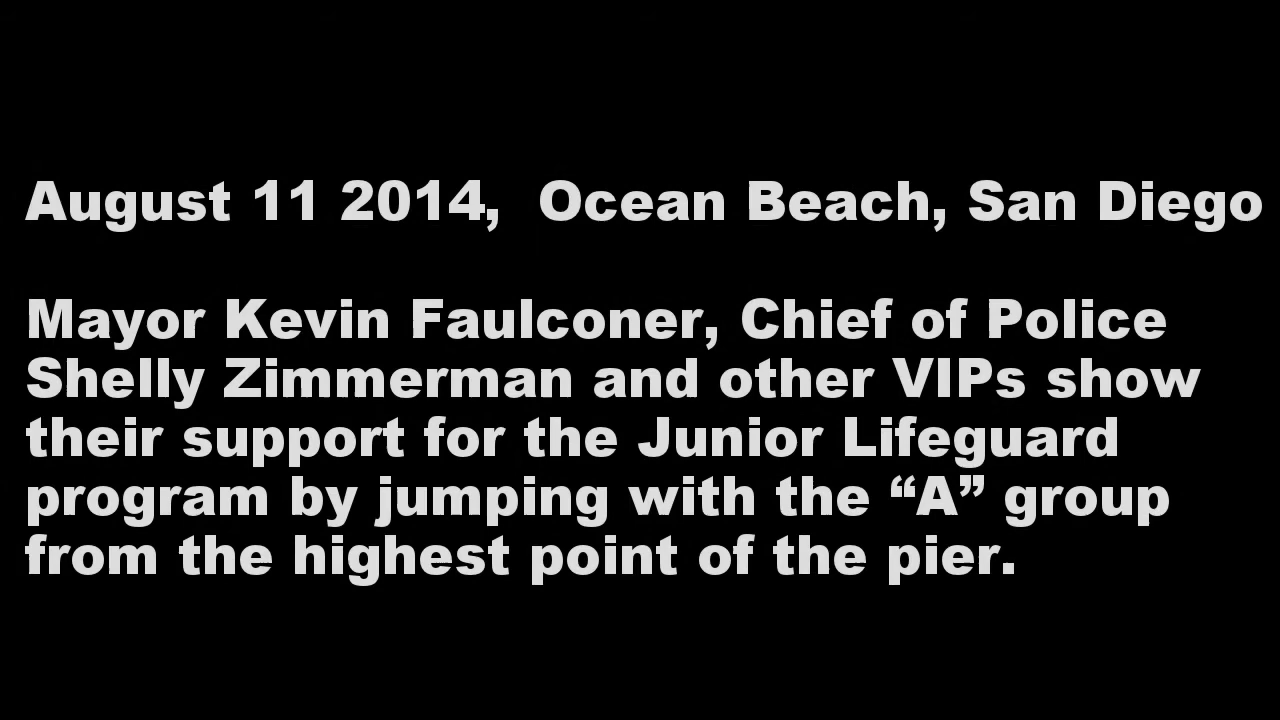 August 11 2014,  Ocean Beach, San Diego
Mayor Kevin Faulconer, Chief of Police
Shelly Zimmerman and other VIPs show
their support for the Junior Lifeguard
program by jumping with the “A” group
from the highest point of the pier.